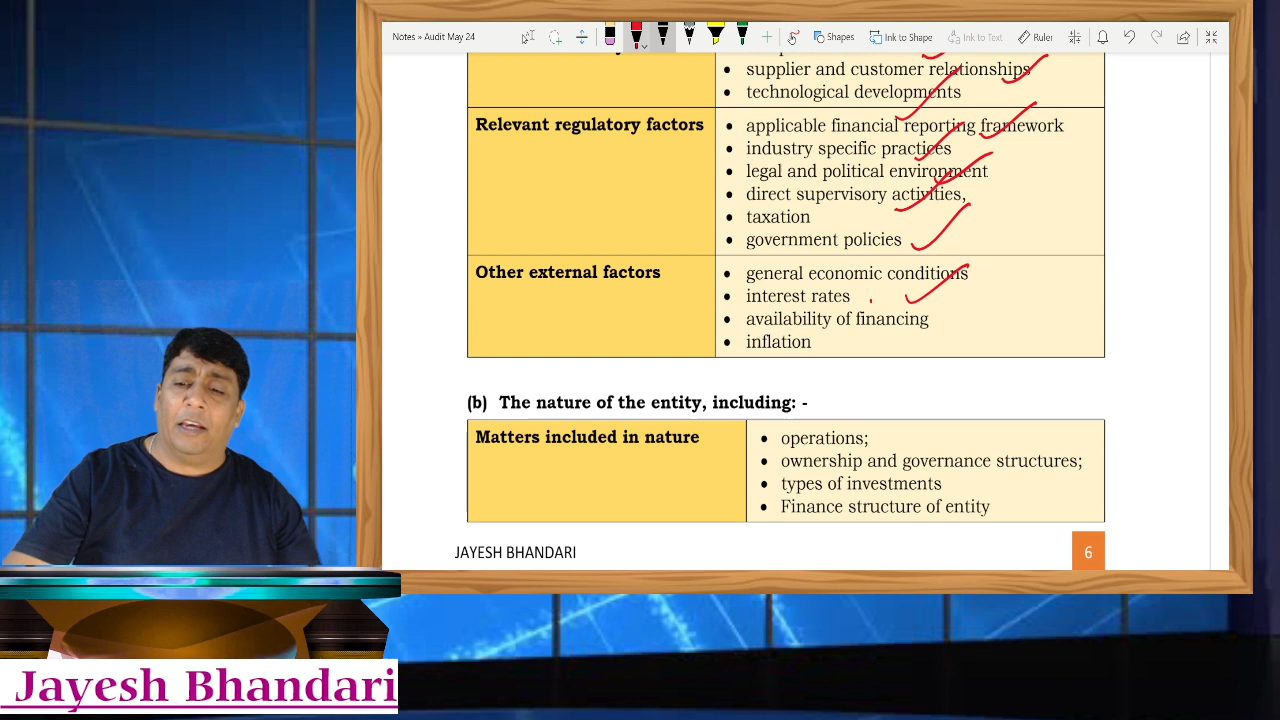 Notes » Audit May 24
Shapes
Ink to Shape
Ink to Text
Ruler
• supplier and customer relationships
• technological developments
Relevant regulatory factors
• applicable financial reporting framework
• industry specific practices
• legal and political environment
• direct supervisory activities,
• taxation
• government policies
Other external factors
• general economic conditions
• interest rates
• availability of financing
• inflation
(b) The nature of the entity, including: -
Matters included in nature
• operations;
• ownership and governance structures;
• types of investments
• Finance structure of entity
JAYESH BHANDARI
6
Jayesh Bhandari